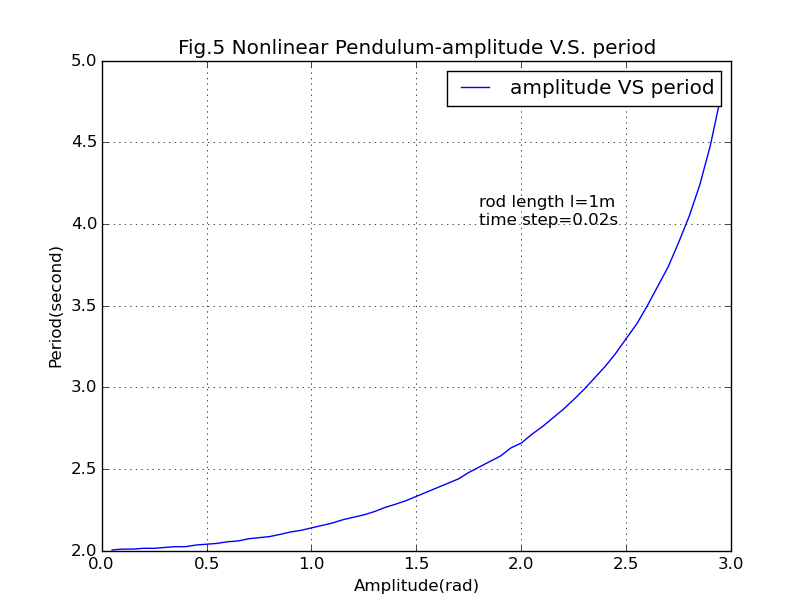 Fig.5 Nonlinear Pendulum-amplitude V.S. period
amplitude VS period
rod length l=1m
time step=0.02s
Period(second)
5.0
4.5
4.0
3.5
3.0
2.5
2.0
0.0 0.5 1.0 1.5 2.0 2.5 3.0
Amplitude(rad)